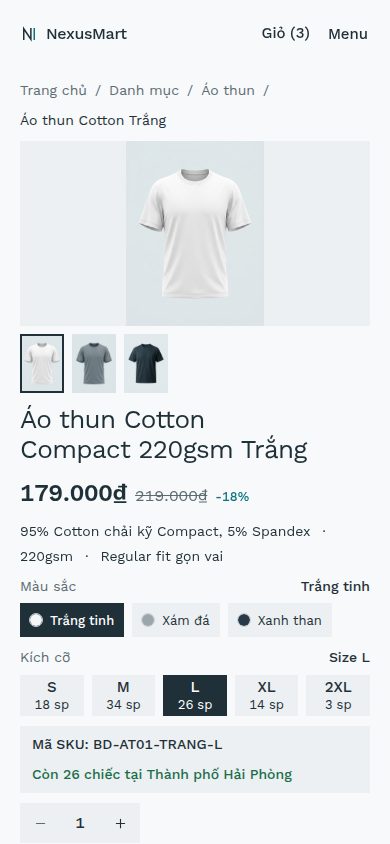 NexusMart Giỏ (3) Menu
Trang chủ / Danh mục / Áo thun /
Áo thun Cotton Trắng
Áo thun Cotton
Compact 220gsm Trắng
179.000₫ 219.000₫ -18%
95% Cotton chải kỹ Compact, 5% Spandex ·
220gsm · Regular fit gọn vai
Màu sắc Trắng tinh
Trắng tinh Xám đá Xanh than
Kích cỡ Size L
S M L XL 2XL
18 sp 34 sp 26 sp 14 sp 3 sp
Mã SKU: BD-AT01-TRANG-L
Còn 26 chiếc tại Thành phố Hải Phòng
− 1 +